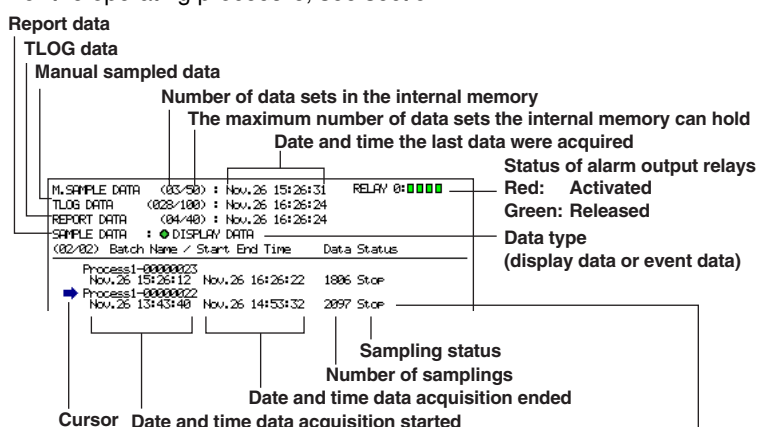 Report data
TLOG data
Manual sampled data
Number of data sets in the internal memory
The maximum number of data sets the internal memory can hold
Date and time the last data were acquired
Status of alarm output relays
Red: Activated
Green: Released
Data type
(display data or event data)
M.SAMPLE DATA (03/50) : Nov.26 15:26:31 RELAY 0:
TLOG DATA (028/100) : Nov.26 16:26:24
REPORT DATA (04/40) : Nov.26 16:26:24
SAMPLE DATA : DISPLAY DATA
(02/02) Batch Name / Start End Time Data Status
Process1-00000023
Nov.26 15:26:12 Nov.26 16:26:22 1806 Stop
Process1-00000022
Nov.26 13:43:40 Nov.26 14:53:32 2097 Stop
Sampling status
Number of samplings
Date and time data acquisition ended
Cursor Date and time data acquisition started